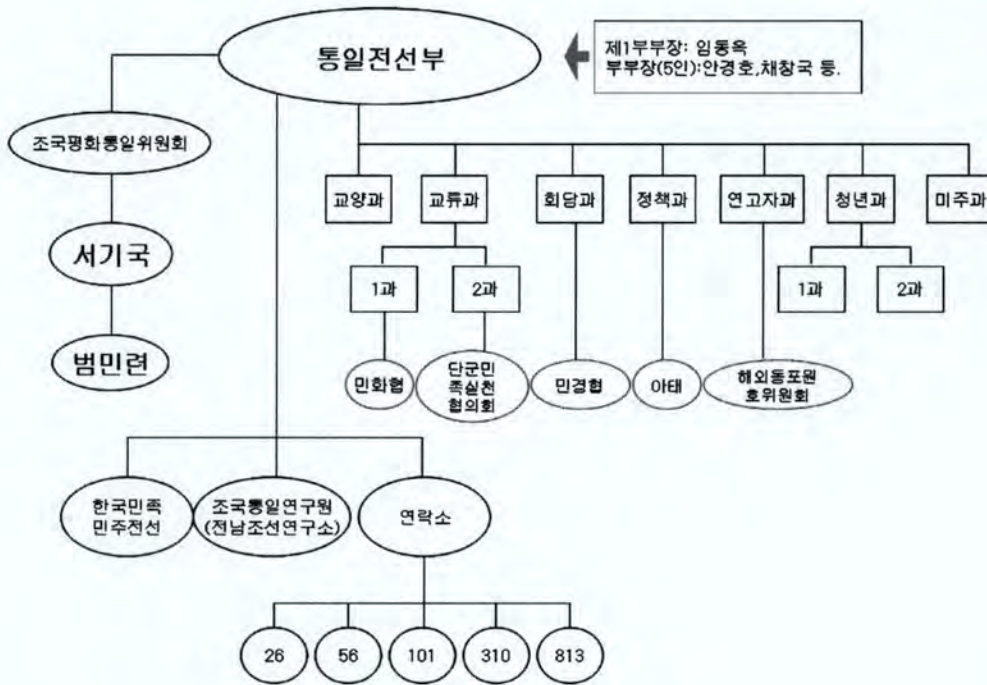 통일전선부
제1부부장: 임동옥
부부장(5인):안경호,채창국 등.
조국평화통일위원회
서기국
범민련
교양과
교류과
회담과
정책과
연고자과
청년과
미주과
1과
2과
1과
2과
민화협
단군민
족실천
협의회
민경협
아태
해외동포원
호위원회
한국민족
민주전선
조국통일연구원
(전남조선연구소)
연락소
26
56
101
310
813